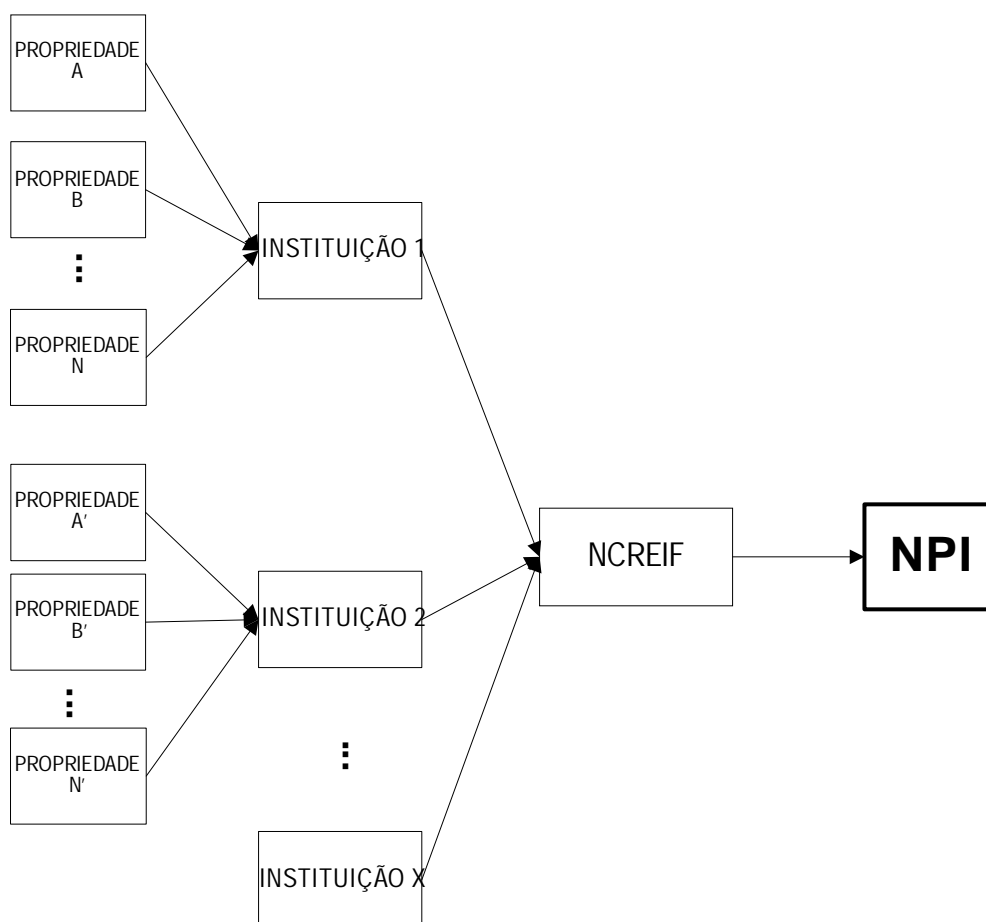 PROPRIEDADE
A
PROPRIEDADE
B
PROPRIEDADE
N
INSTITUIÇÃO 1
PROPRIEDADE
A'
PROPRIEDADE
B'
PROPRIEDADE
N'
INSTITUIÇÃO 2
INSTITUIÇÃO X
NCREIF
NPI